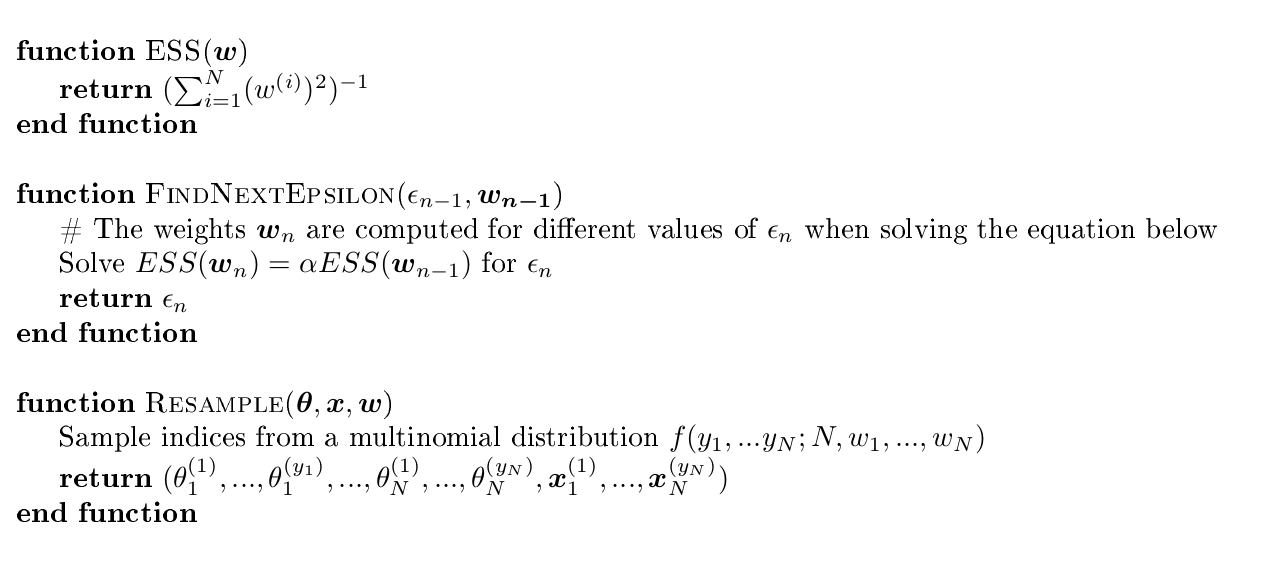 function ESS(w)
return (∑_{i=1}^{N}(w^{(i)})^2)^{-1}
end function
function FINDNEXTEPSILON(ϵ_{n−1}, w_{n−1})
# The weights w_n are computed for different values of ϵ_n when solving the equation below
Solve ESS(w_n) = αESS(w_{n−1}) for ϵ_n
return ϵ_n
end function
function RESAMPLE(θ, x, w)
Sample indices from a multinomial distribution f(y_1, ...y_N; N, w_1, ..., w_N)
return (θ_1^{(1)}, ..., θ_1^{(y_1)}, ..., θ_N^{(1)}, ..., θ_N^{(y_N)}, x_1^{(1)}, ..., x_N^{(y_N)})
end function